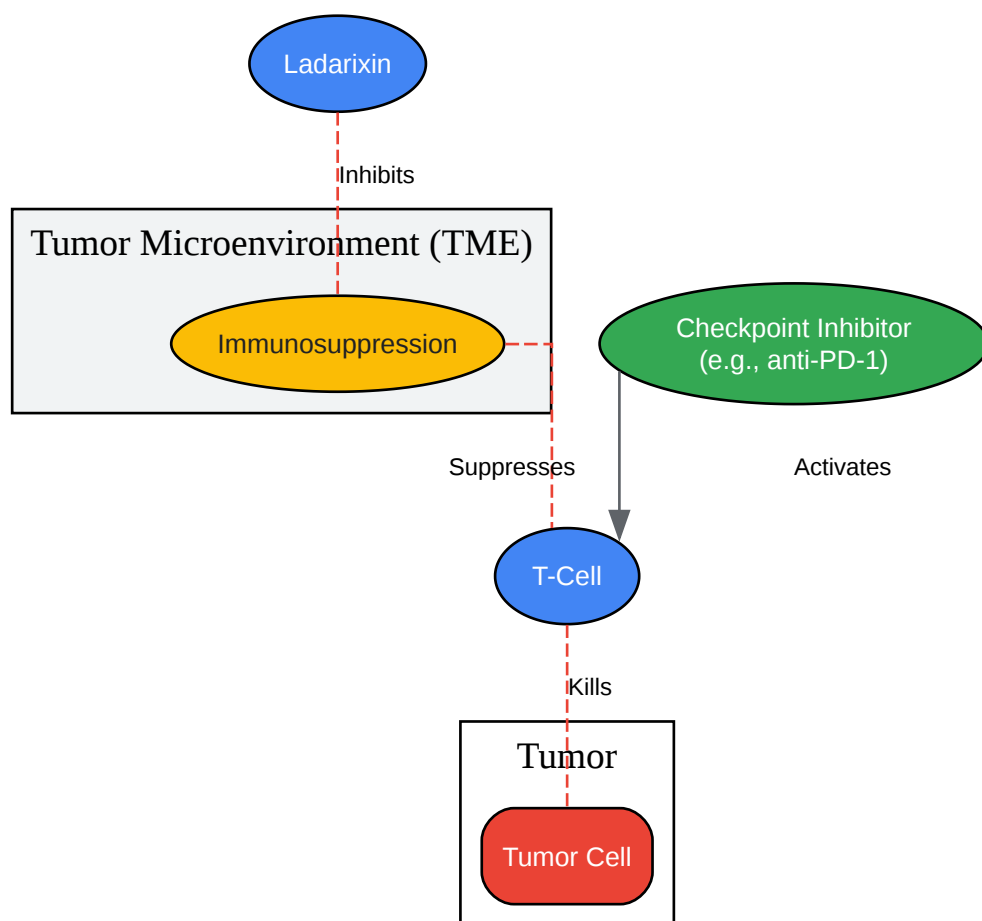 Ladarixin
Inhibits
Tumor Microenvironment (TME)
Immunosuppression
Checkpoint Inhibitor
(e.g., anti-PD-1)
Suppresses
Activates
T-Cell
Kills
Tumor
Tumor Cell